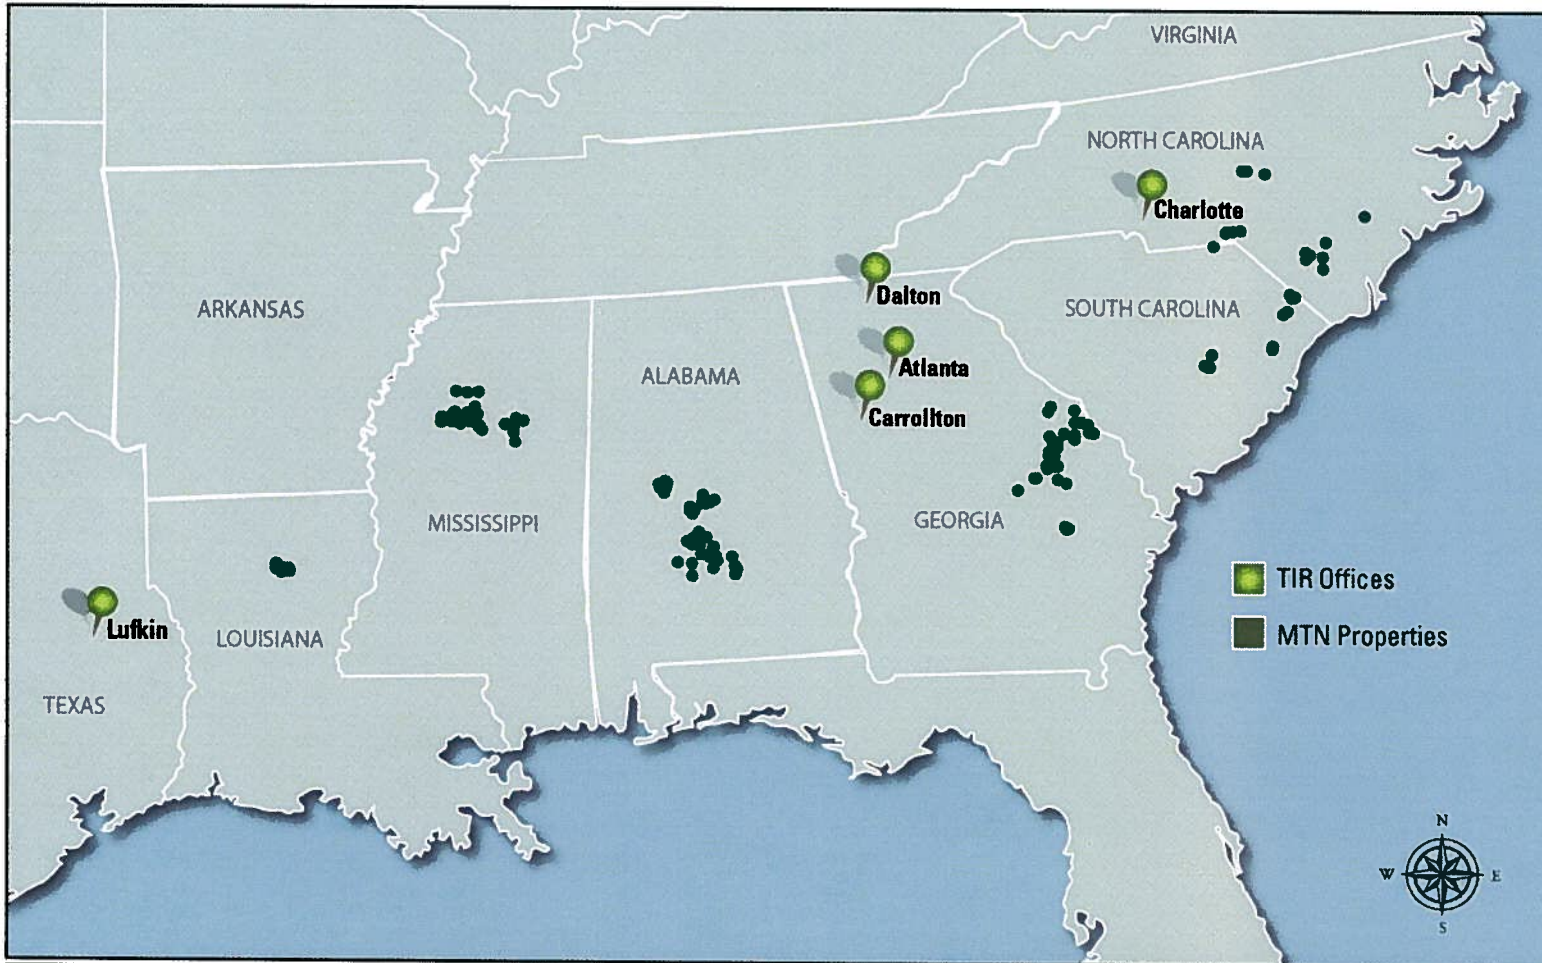 VIRGINIA
NORTH CAROLINA
Charlotte
Dalton
ARKANSAS
SOUTH CAROLINA
Atlanta
ALABAMA
Carrollton
MISSISSIPPI
GEORGIA
TIR Offices
Lufkin
LOUISIANA
MTN Properties
TEXAS
N
W
E
S